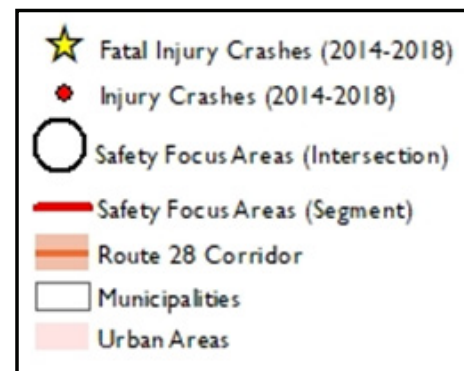 Fatal Injury Crashes (2014-2018)
Injury Crashes (2014-2018)
Safety Focus Areas (Intersection)
Safety Focus Areas (Segment)
Route 28 Corridor
Municipalities
Urban Areas